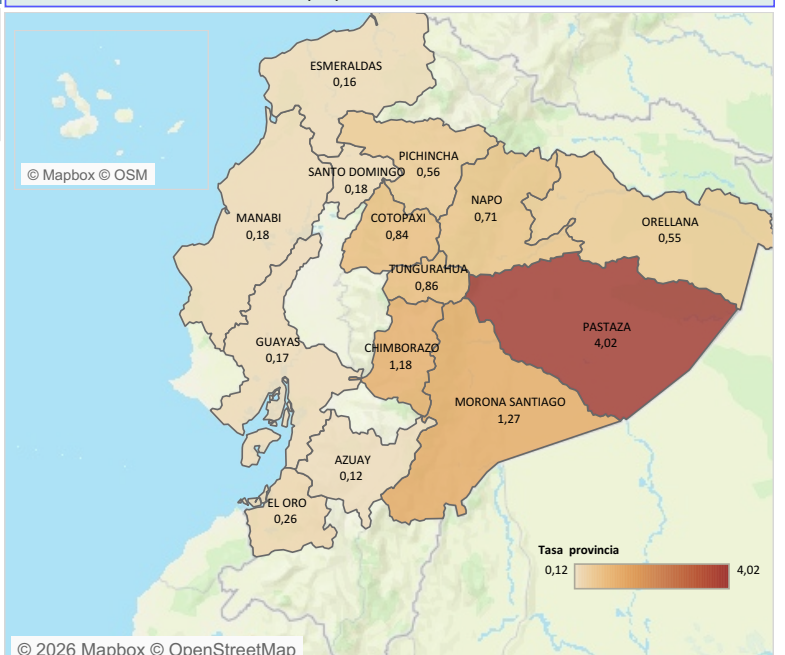 ESMERALDAS
0,16
© Mapbox © OSM
PICHINCHA
0,56
SANTO DOMINGO
0,18
NAPO
0,71
MANABI
0,18
COTOPAXI
0,84
ORELLANA
0,55
TUNGURAHUA
0,86
PASTAZA
4,02
GUAYAS
0,17
CHIMBORAZO
1,18
MORONA SANTIAGO
1,27
AZUAY
0,12
EL ORO
0,26
Tasa provincia
0,12
4,02
© 2026 Mapbox © OpenStreetMap